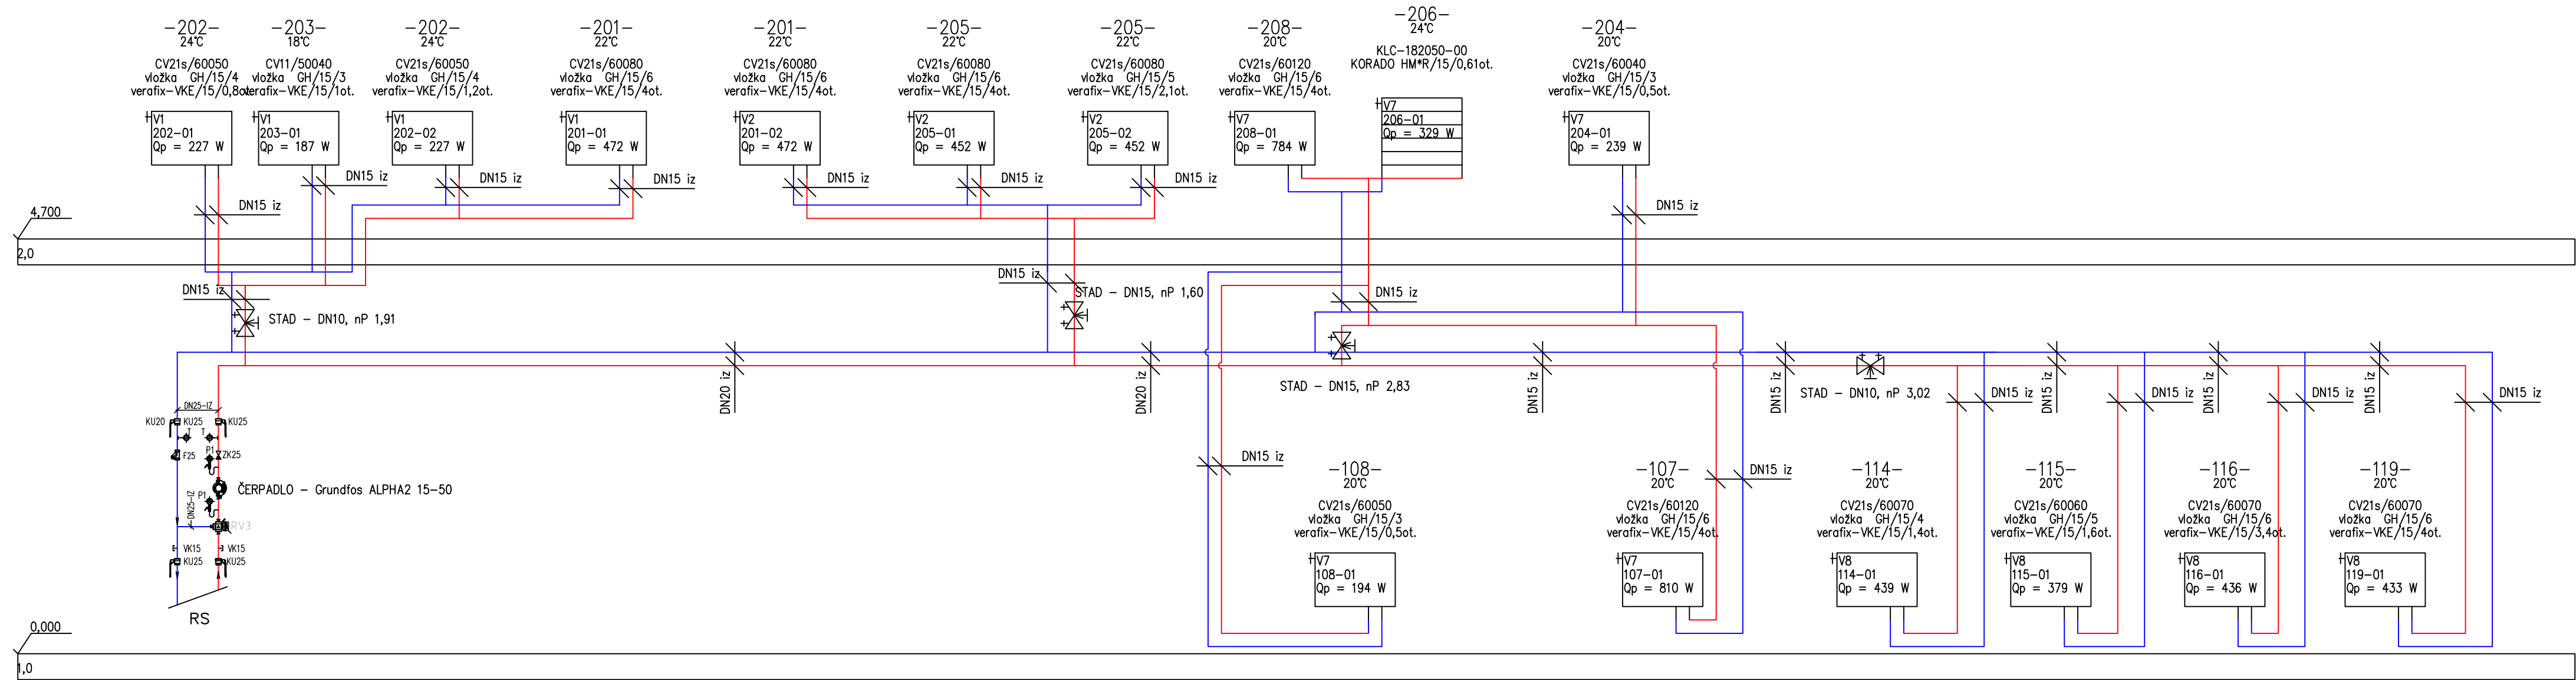 -202-
24°C
CV21s/60050
vložka GH/15/4
verafix-VKE/15/0,8ot.
V1
202-01
Qp = 227 W
-203-
18°C
CV11/50040
vložka GH/15/3
verafix-VKE/15/1ot.
V1
203-01
Qp = 187 W
-202-
24°C
CV21s/60050
vložka GH/15/4
verafix-VKE/15/1,2ot.
V1
202-02
Qp = 227 W
-201-
22°C
CV21s/60080
vložka GH/15/6
verafix-VKE/15/4ot.
V1
201-01
Qp = 472 W
-201-
22°C
CV21s/60080
vložka GH/15/6
verafix-VKE/15/4ot.
V2
201-02
Qp = 472 W
-205-
22°C
CV21s/60080
vložka GH/15/6
verafix-VKE/15/4ot.
V2
205-01
Qp = 452 W
-205-
22°C
CV21s/60080
vložka GH/15/5
verafix-VKE/15/2,1ot.
V2
205-02
Qp = 452 W
-208-
20°C
CV21s/60120
vložka GH/15/6
verafix-VKE/15/4ot.
V7
208-01
Qp = 784 W
-206-
24°C
KLC-182050-00
KORADO HM*R/15/0,61ot.
V7
206-01
Qp = 329 W
-204-
20°C
CV21s/60040
vložka GH/15/3
verafix-VKE/15/0,5ot.
V7
204-01
Qp = 239 W
DN15 iz
DN15 iz
DN15 iz
DN15 iz
DN15 iz
DN15 iz
DN15 iz
DN15 iz
4,700
DN15 iz
2,0
DN15 iz
DN15 iz
DN15 iz
STAD - DN10, nP 1,91
STAD - DN15, nP 1,60
DN20 iz
DN20 iz
STAD - DN15, nP 2,83
DN15 iz
DN15 iz
STAD - DN10, nP 3,02
DN15 iz
DN15 iz
DN15 iz
DN15 iz
DN15 iz
DN15 iz
DN15 iz
DN25-IZ
KU20
KU25
KU25
T
T
F25
P1
ZK25
ČERPADLO - Grundfos ALPHA2 15-50
P1
DN25-IZ
RV3
VK15
VK15
KU25
KU25
RS
DN15 iz
DN15 iz
-108-
20°C
CV21s/60050
vložka GH/15/3
verafix-VKE/15/0,5ot.
V7
108-01
Qp = 194 W
-107-
20°C
CV21s/60120
vložka GH/15/6
verafix-VKE/15/4ot.
V7
107-01
Qp = 810 W
-114-
20°C
CV21s/60070
vložka GH/15/4
verafix-VKE/15/1,4ot.
V8
114-01
Qp = 439 W
-115-
20°C
CV21s/60060
vložka GH/15/5
verafix-VKE/15/1,6ot.
V8
115-01
Qp = 379 W
-116-
20°C
CV21s/60070
vložka GH/15/6
verafix-VKE/15/3,4ot.
V8
116-01
Qp = 436 W
-119-
20°C
CV21s/60070
vložka GH/15/6
verafix-VKE/15/4ot.
V8
119-01
Qp = 433 W
0,000
1,0